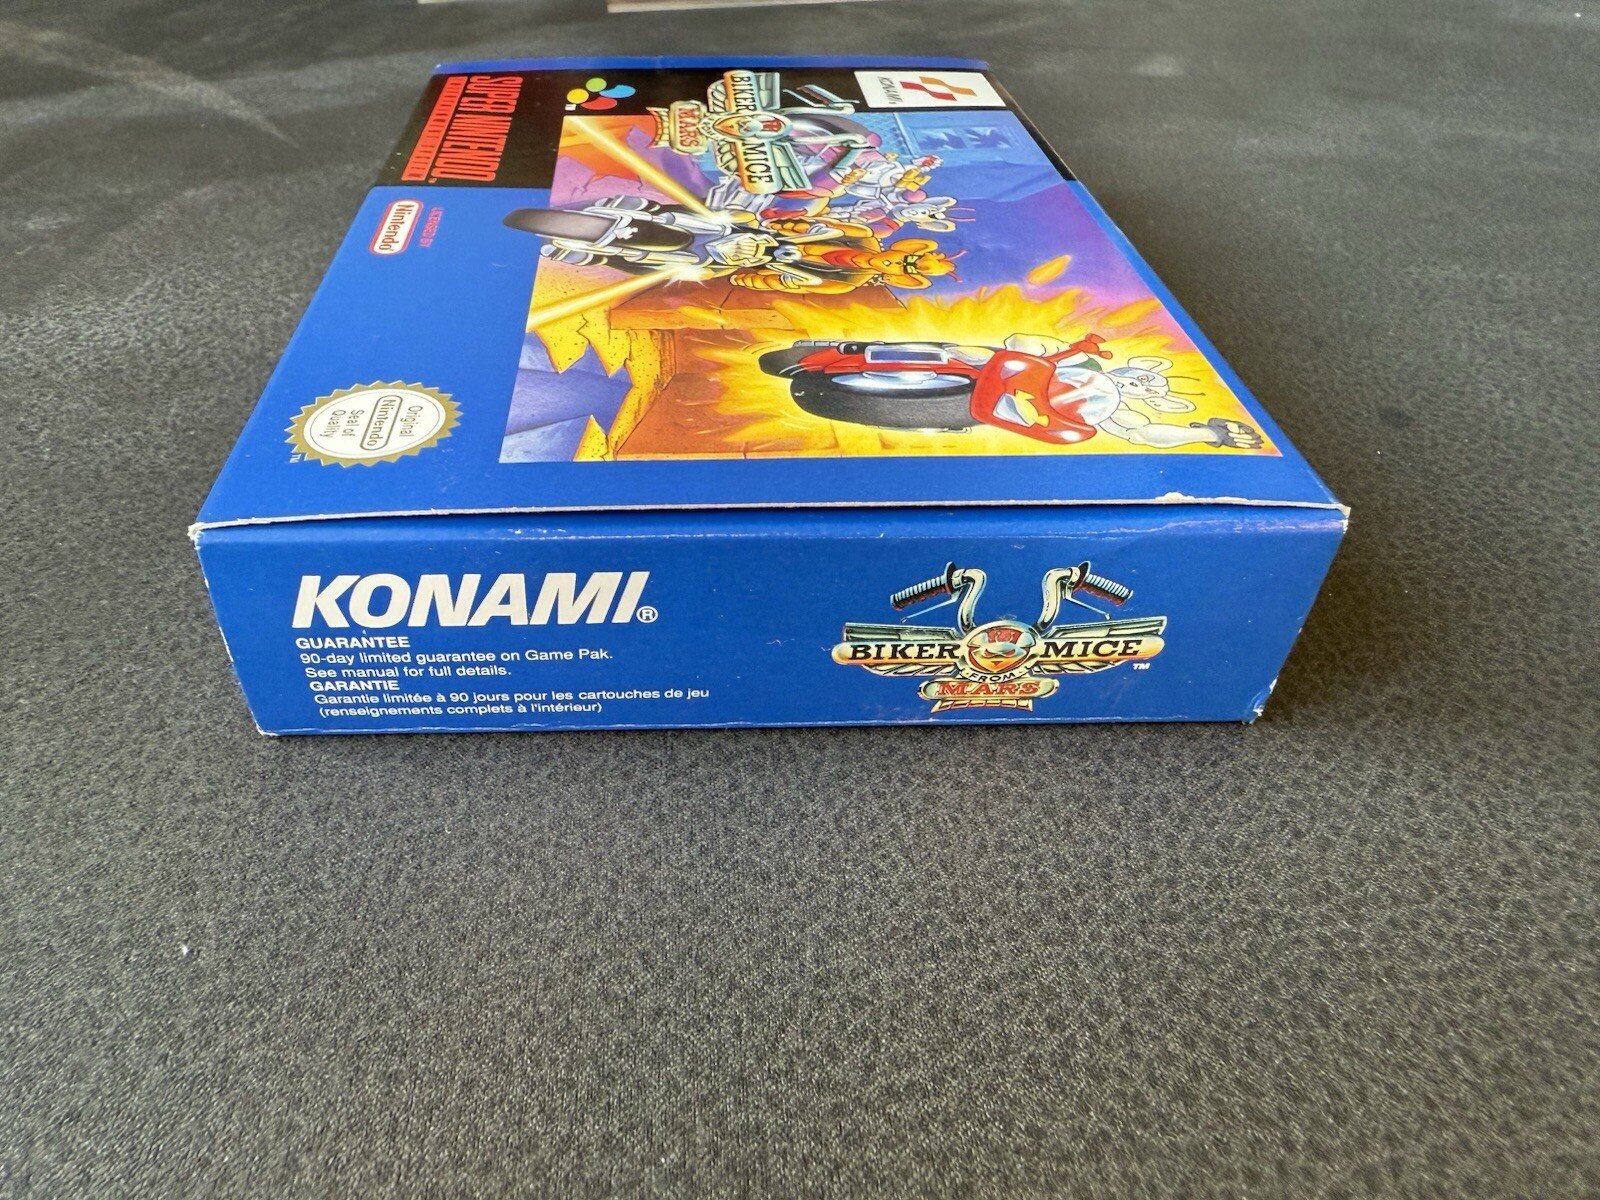 SUPER NINTENDO
LICENSED BY
Nintendo
Original
Nintendo
Seal of
Quality
TM
BIKER MICE
FROM
MARS
KONAMI
KONAMI®
GUARANTEE
90-day limited guarantee on Game Pak.
See manual for full details.
GARANTIE
Garantie limitée à 90 jours pour les cartouches de jeu
(renseignements complets à l'intérieur)
BIKER MICE TM
FROM
MARS